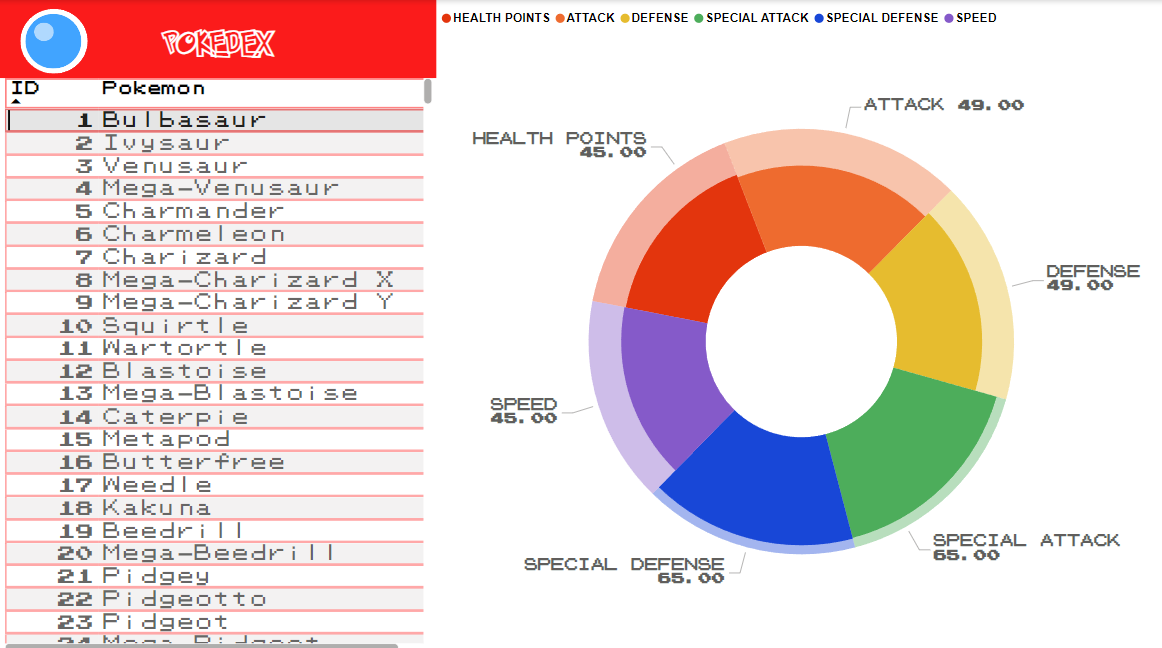 POKEDEX
ID Pokemon
1 Bulbasaur
2 Ivysaur
3 Venusaur
4 Mega-Venusaur
5 Charmander
6 Charmeleon
7 Charizard
8 Mega-Charizard X
9 Mega-Charizard Y
10 Squirtle
11 Wartortle
12 Blastoise
13 Mega-Blastoise
14 Caterpie
15 Metapod
16 Butterfree
17 Weedle
18 Kakuna
19 Beedrill
20 Mega-Beedrill
21 Pidgey
22 Pidgeotto
23 Pidgeot
24 Mega-Pidgeot
HEALTH POINTS ATTACK DEFENSE SPECIAL ATTACK SPECIAL DEFENSE SPEED
ATTACK 49.00
HEALTH POINTS
45.00
DEFENSE
49.00
SPEED
45.00
SPECIAL ATTACK
65.00
SPECIAL DEFENSE
65.00